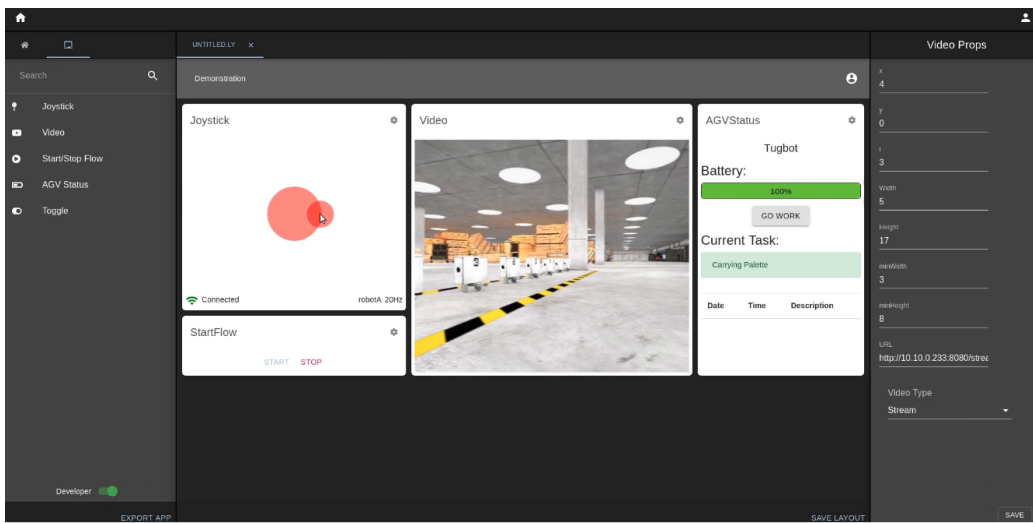 UNTITLED.LY ×
Video Props
Search
Demonstration
Joystick
Video
Start/Stop Flow
AGV Status
Toggle
Developer
EXPORT APP
Joystick
Connected
robotA 20Hz
StartFlow
START STOP
Video
AGVStatus
Tugbot
Battery:
100%
GO WORK
Current Task:
Carrying Palette
Date Time Description
SAVE LAYOUT
x
4
y
0
i
3
Width
5
Height
17
minWidth
3
minHeight
8
URL
http://10.10.0.233:8080/strea
Video Type
Stream
SAVE